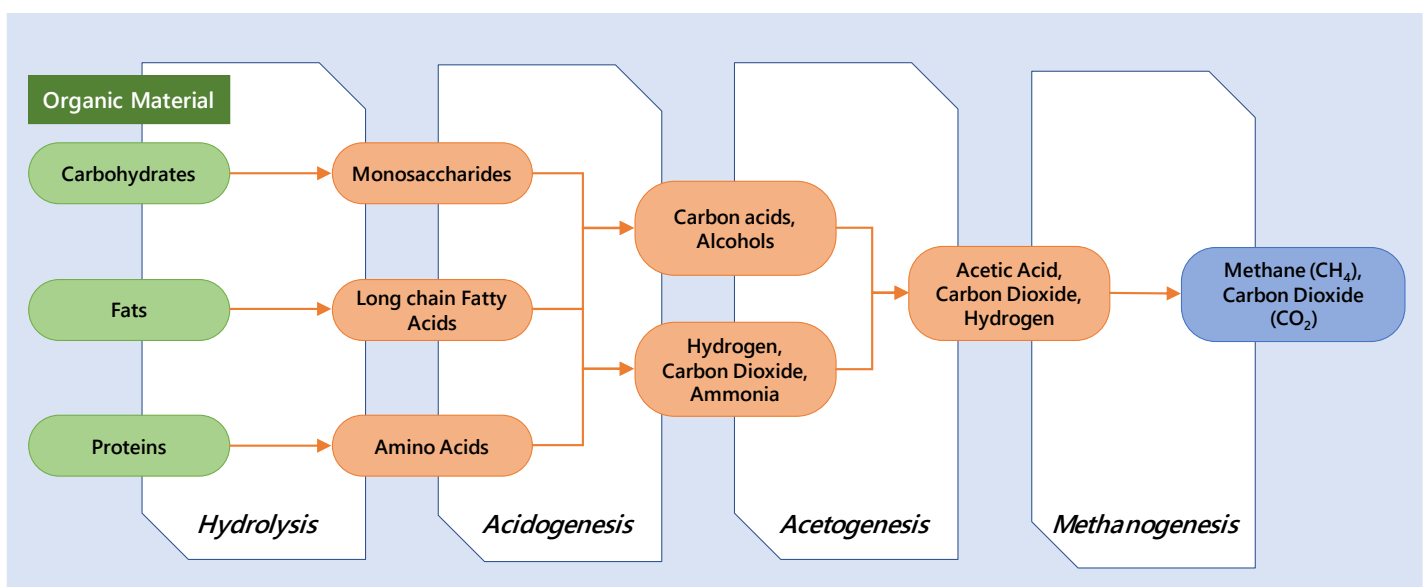 Organic Material
Carbohydrates
Monosaccharides
Carbon acids,
Alcohols
Fats
Long chain Fatty
Acids
Acetic Acid,
Carbon Dioxide,
Hydrogen
Methane (CH₄),
Carbon Dioxide
(CO₂)
Hydrogen,
Carbon Dioxide,
Ammonia
Proteins
Amino Acids
Hydrolysis
Acidogenesis
Acetogenesis
Methanogenesis